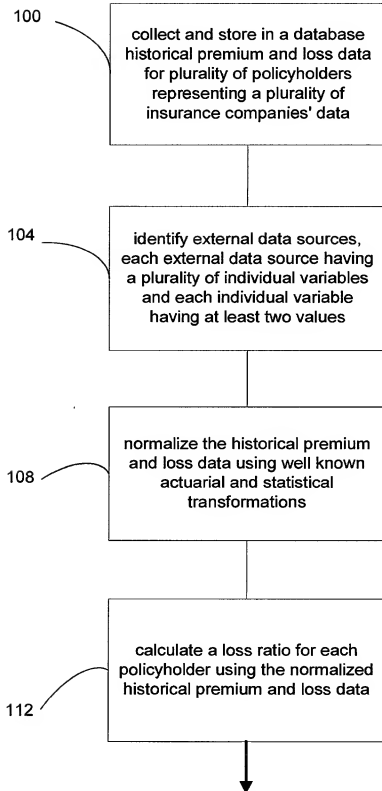 100
collect and store in a database
historical premium and loss data
for plurality of policyholders
representing a plurality of
insurance companies' data
104
identify external data sources,
each external data source having
a plurality of individual variables
and each individual variable
having at least two values
108
normalize the historical premium
and loss data using well known
actuarial and statistical
transformations
112
calculate a loss ratio for each
policyholder using the normalized
historical premium and loss data